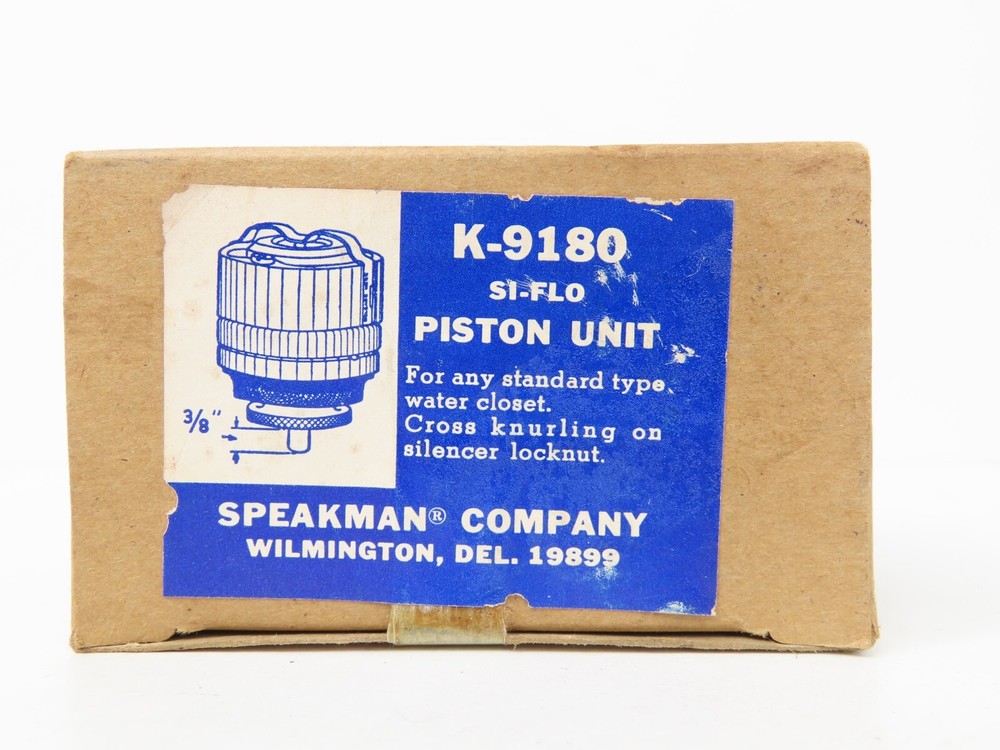 K-9180
SI-FLO
PISTON UNIT
For any standard type
water closet.
Cross knurling on
silencer locknut.
3/8"
SPEAKMAN® COMPANY
WILMINGTON, DEL. 19899